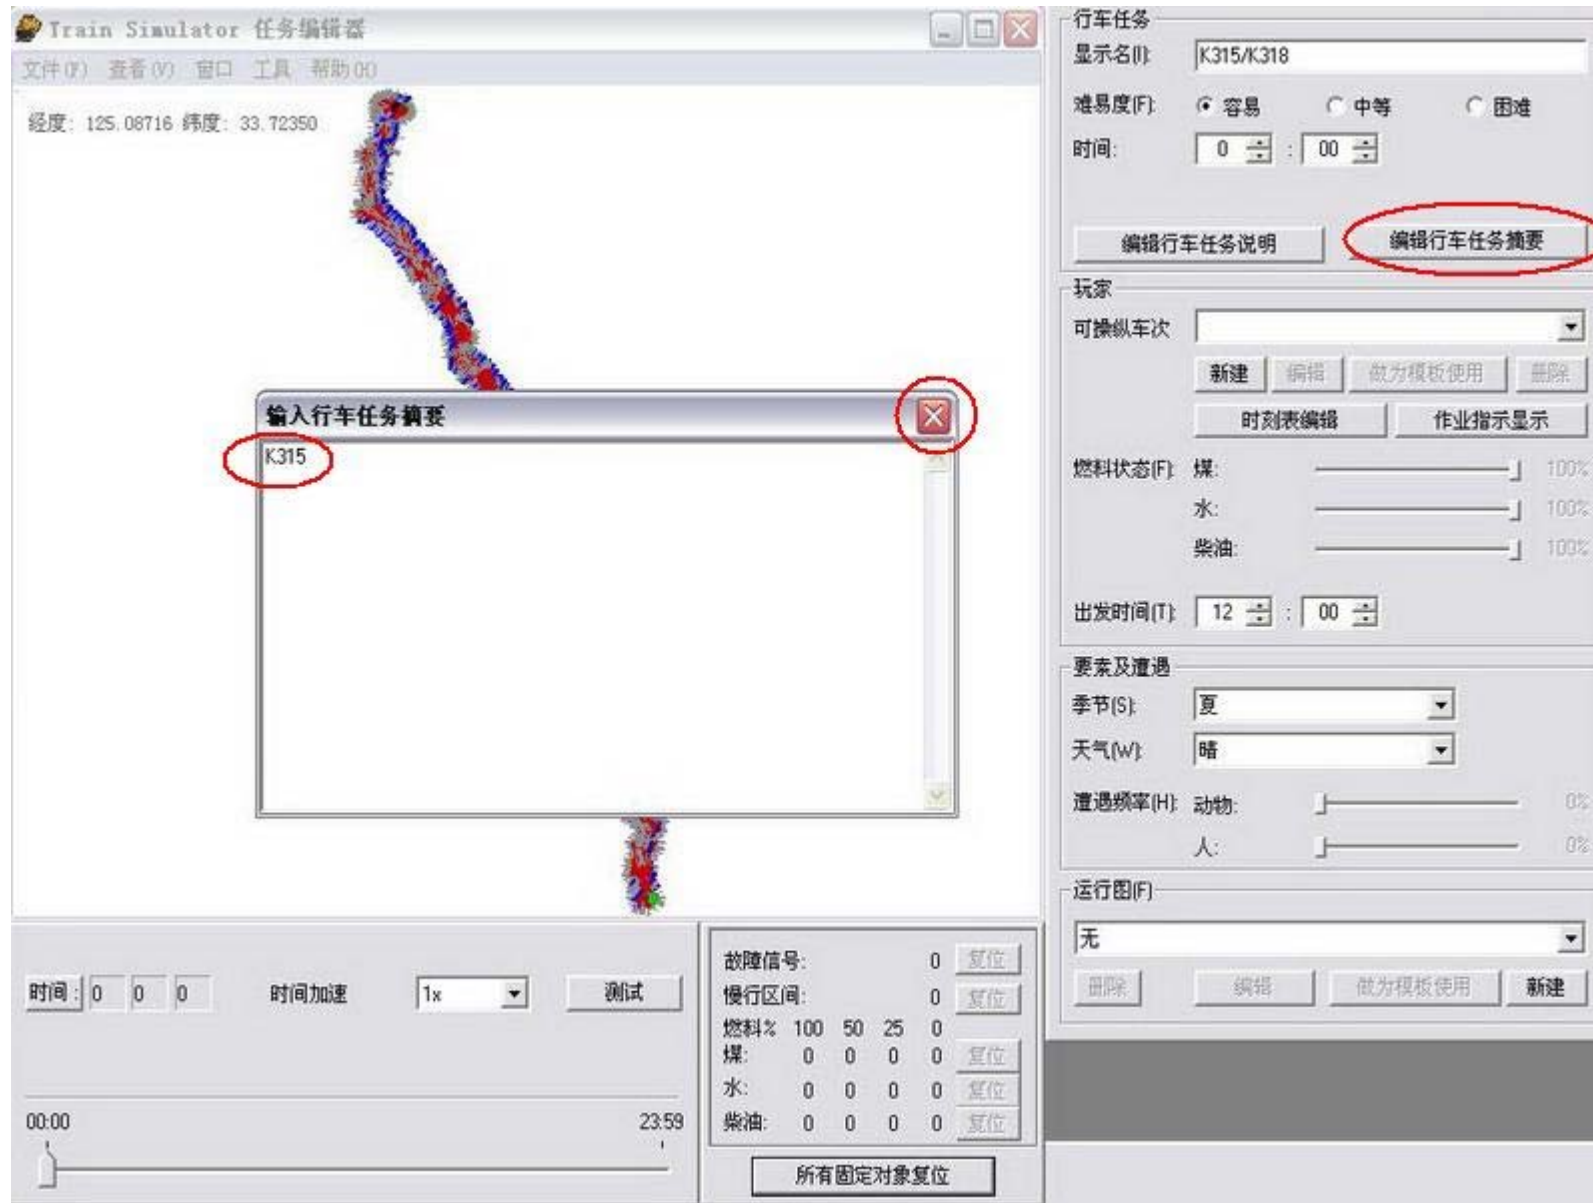 Train Simulator 任务编辑器
文件(F) 查看(V) 窗口 工具 帮助(H)
经度: 125.08716 纬度: 33.72350
输入行车任务摘要
K315
时间: 0 0 0 时间加速 1x 测试
00:00 23:59
故障信号: 0 复位
慢行区间: 0 复位
燃料% 100 50 25 0
煤: 0 0 0 0 复位
水: 0 0 0 0 复位
柴油: 0 0 0 0 复位
所有固定对象复位
行车任务
显示名(I): K315/K318
难易度(F): 容易 中等 困难
时间: 0 : 00
编辑行车任务说明 编辑行车任务摘要
玩家
可操纵车次
新建 编辑 做为模板使用 删除
时刻表编辑 作业指示显示
燃料状态(F): 煤: 100%
水: 100%
柴油: 100%
出发时间(T): 12 : 00
要素及遭遇
季节(S): 夏
天气(W): 晴
遭遇频率(H): 动物: 0%
人: 0%
运行图(F)
无
删除 编辑 做为模板使用 新建